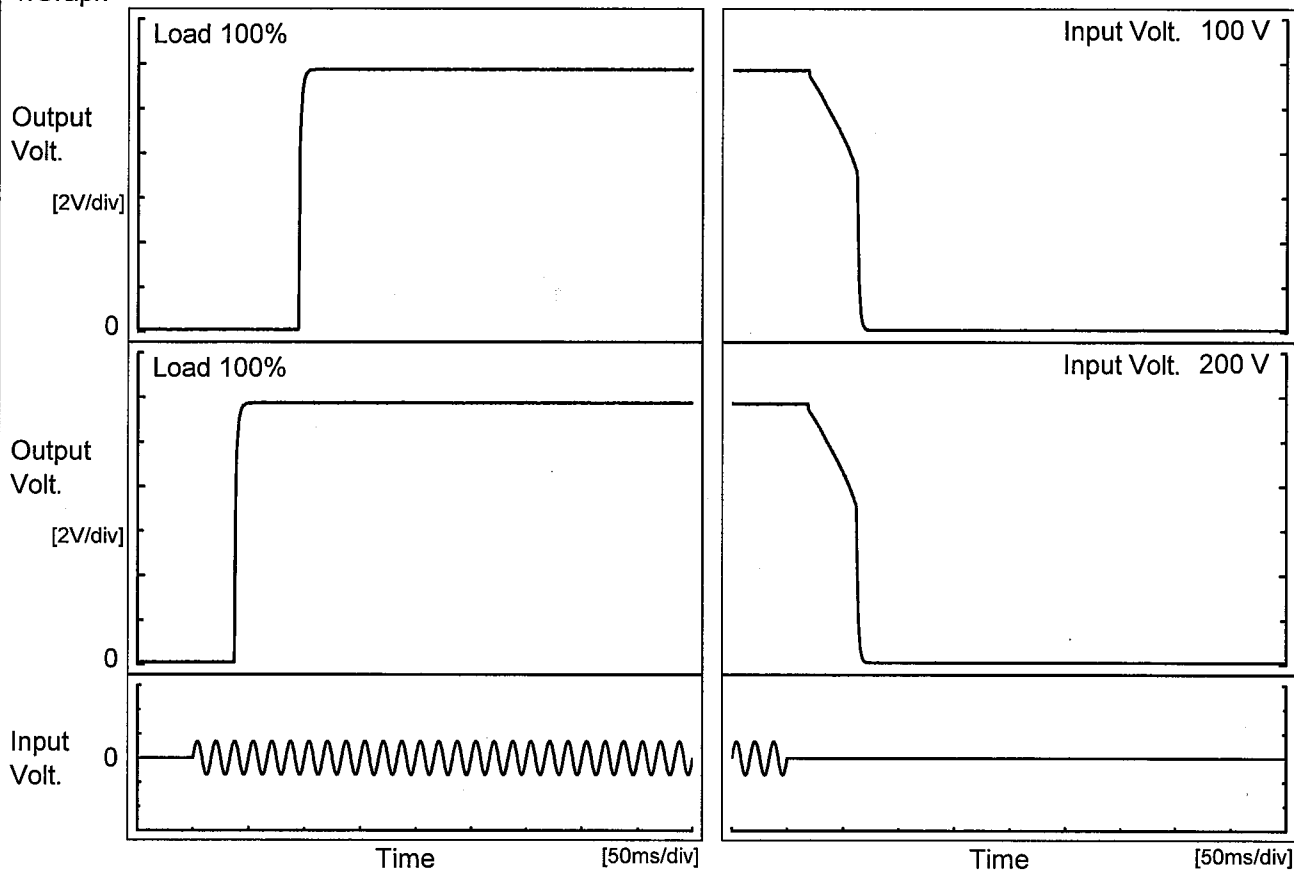 Load 100%
Input Volt. 100 V
Output
Volt.
[2V/div]
0
Load 100%
Input Volt. 200 V
Output
Volt.
[2V/div]
0
Input
Volt.
0
Time
[50ms/div]
Time
[50ms/div]